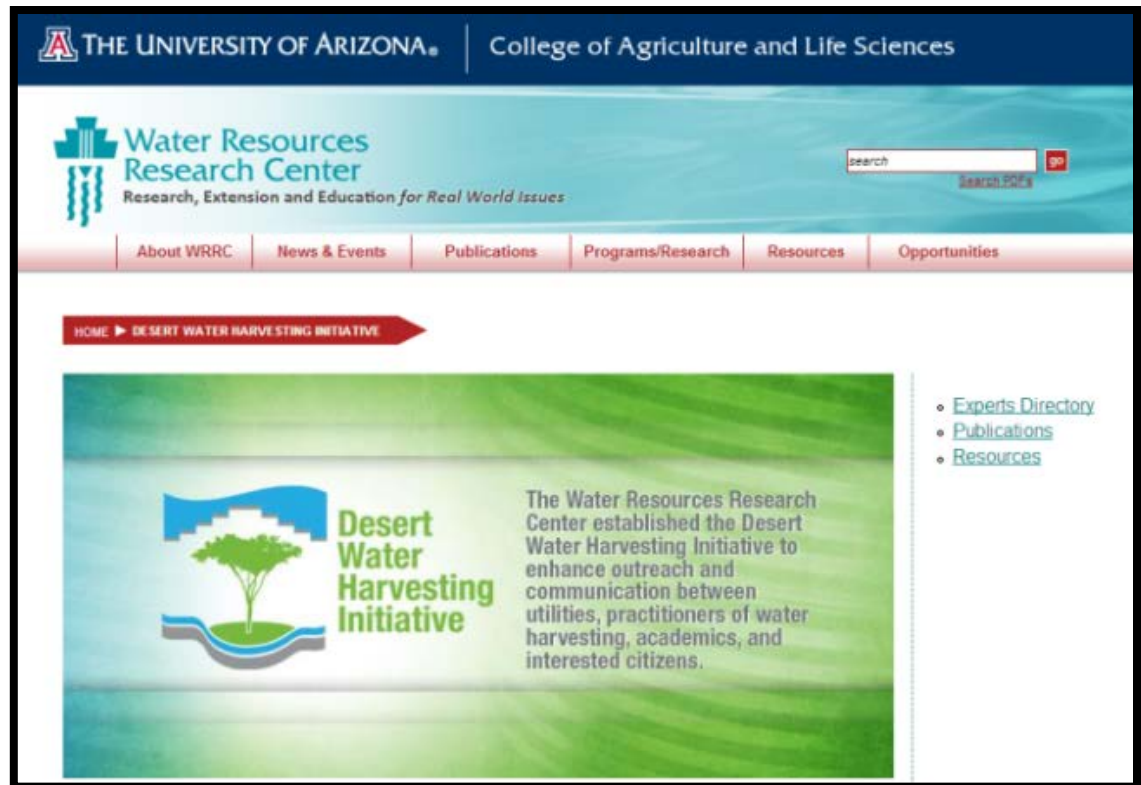 THE UNIVERSITY OF ARIZONA® College of Agriculture and Life Sciences
Water Resources
Research Center
Research, Extension and Education for Real World Issues
search go
Search PDFs
About WRRC News & Events Publications Programs/Research Resources Opportunities
HOME ▶ DESERT WATER HARVESTING INITIATIVE
Desert
Water
Harvesting
Initiative
The Water Resources Research
Center established the Desert
Water Harvesting Initiative to
enhance outreach and
communication between
utilities, practitioners of water
harvesting, academics, and
interested citizens.
Experts Directory
Publications
Resources